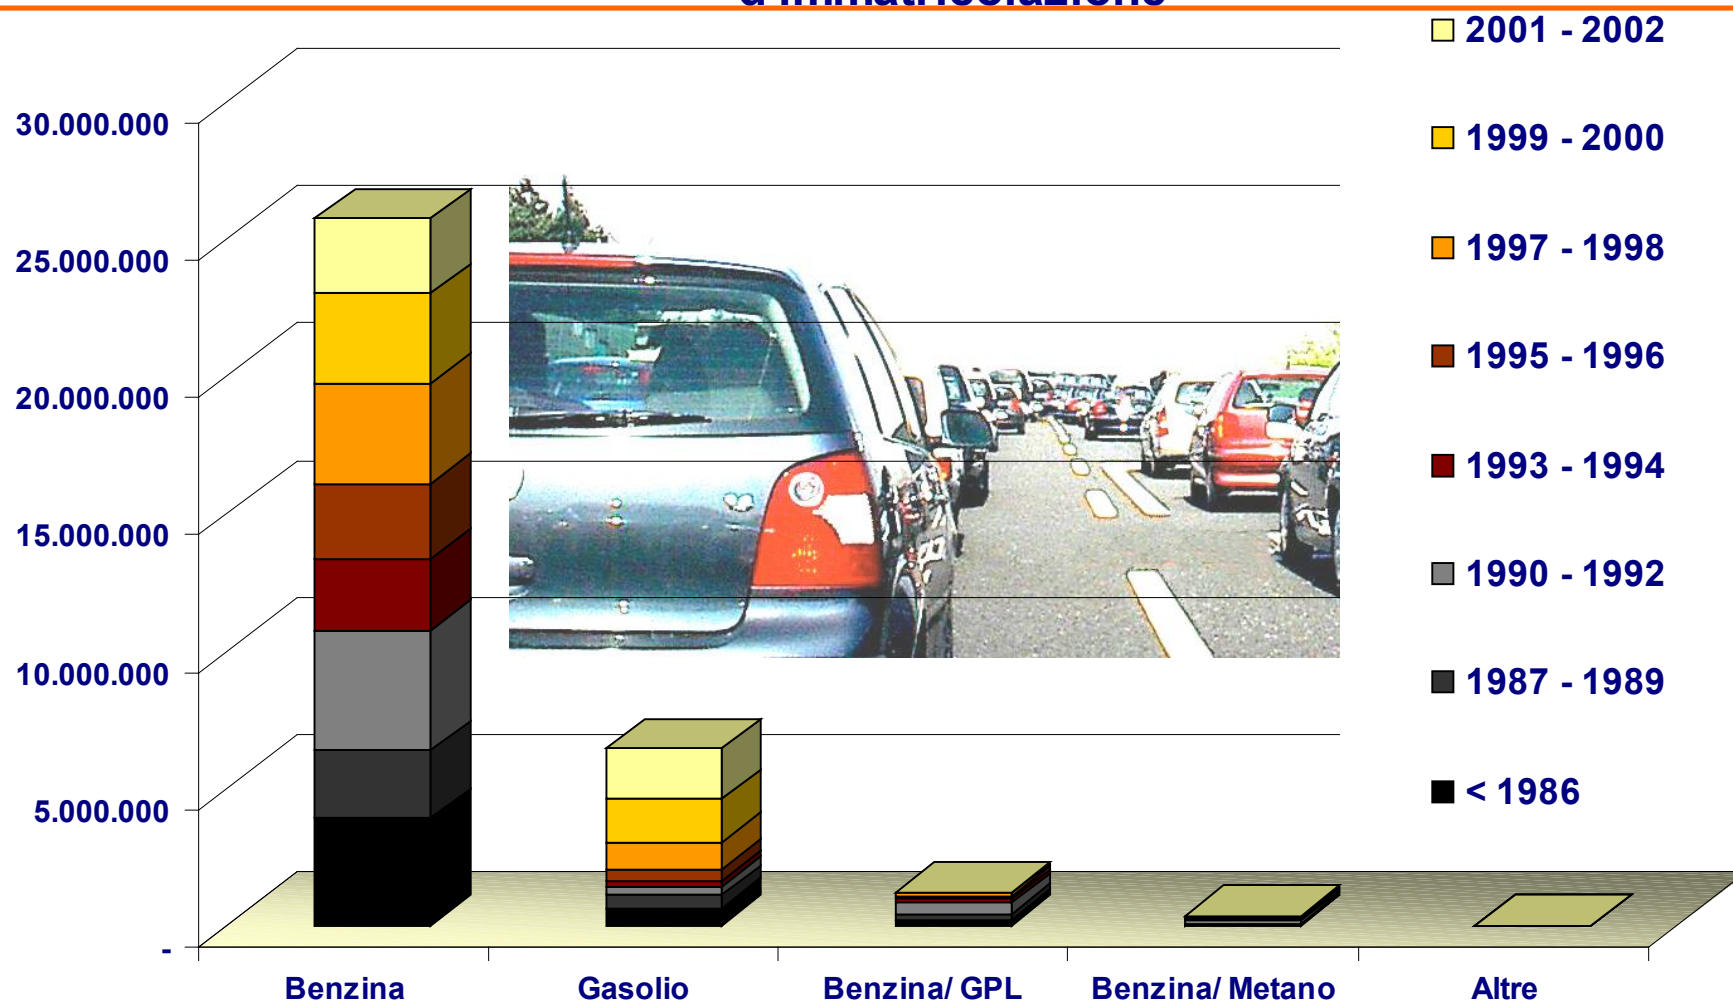 2001 - 2002
30.000.000
1999 - 2000
1997 - 1998
25.000.000
1995 - 1996
20.000.000
1993 - 1994
15.000.000
1990 - 1992
10.000.000
1987 - 1989
5.000.000
< 1986
-
Benzina Gasolio Benzina/ GPL Benzina/ Metano Altre